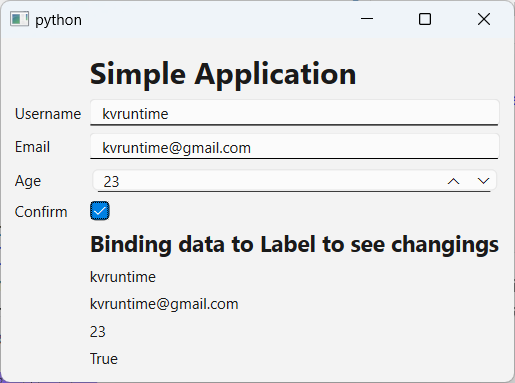 python
Simple Application
Username kvruntime
Email kvruntime@gmail.com
Age 23
Confirm
Binding data to Label to see changings
kvruntime
kvruntime@gmail.com
23
True